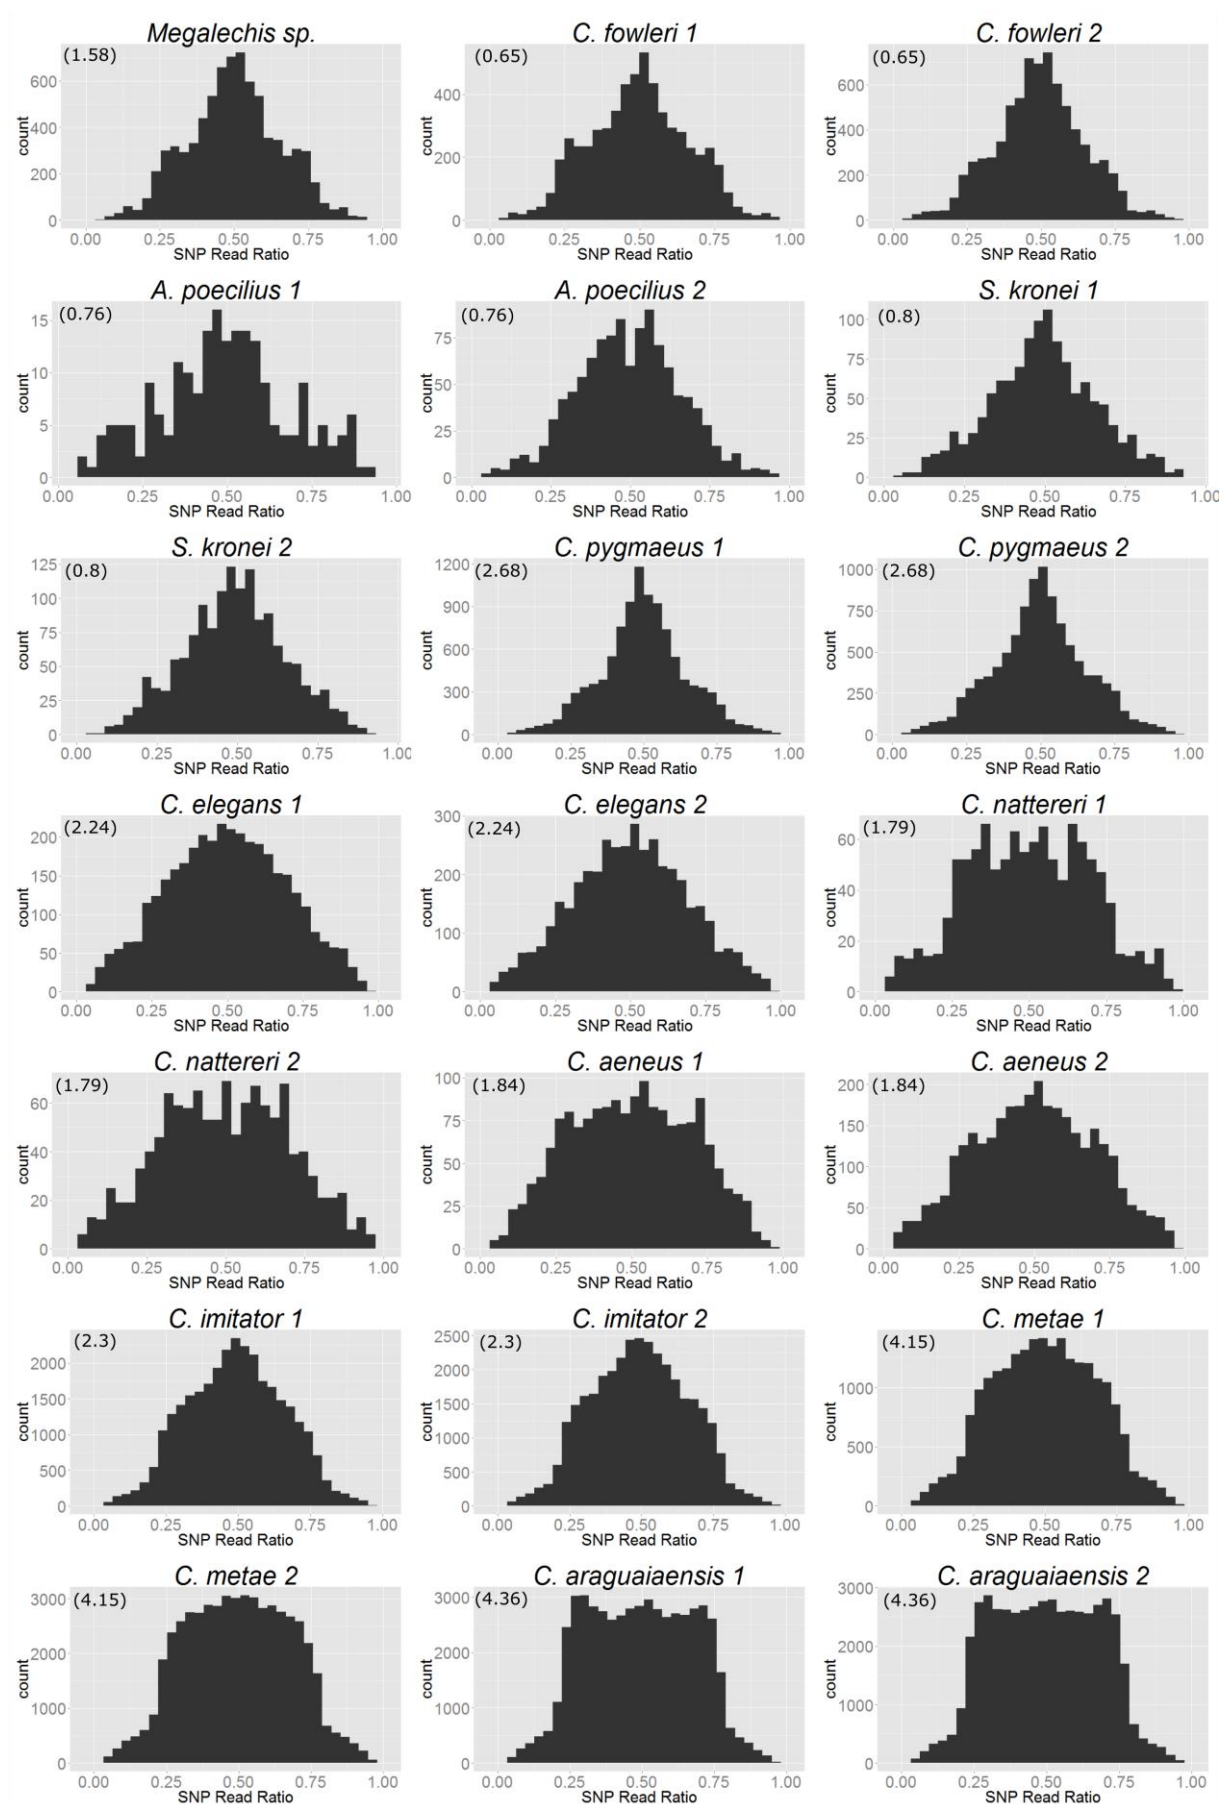 Megalechis sp.
(1.58)
600
400
200
0
count
0.00 0.25 0.50 0.75 1.00
SNP Read Ratio
C. fowleri 1
(0.65)
400
200
0
count
0.00 0.25 0.50 0.75 1.00
SNP Read Ratio
C. fowleri 2
(0.65)
600
400
200
0
count
0.00 0.25 0.50 0.75 1.00
SNP Read Ratio
A. poecilius 1
(0.76)
15
10
5
0
count
0.00 0.25 0.50 0.75 1.00
SNP Read Ratio
A. poecilius 2
(0.76)
75
50
25
0
count
0.00 0.25 0.50 0.75 1.00
SNP Read Ratio
S. kronei 1
(0.8)
100
75
50
25
0
count
0.00 0.25 0.50 0.75 1.00
SNP Read Ratio
S. kronei 2
(0.8)
125
100
75
50
25
0
count
0.00 0.25 0.50 0.75 1.00
SNP Read Ratio
C. pygmaeus 1
(2.68)
1200
900
600
300
0
count
0.00 0.25 0.50 0.75 1.00
SNP Read Ratio
C. pygmaeus 2
(2.68)
1000
750
500
250
0
count
0.00 0.25 0.50 0.75 1.00
SNP Read Ratio
C. elegans 1
(2.24)
200
150
100
50
0
count
0.00 0.25 0.50 0.75 1.00
SNP Read Ratio
C. elegans 2
(2.24)
300
200
100
0
count
0.00 0.25 0.50 0.75 1.00
SNP Read Ratio
C. nattereri 1
(1.79)
60
40
20
0
count
0.00 0.25 0.50 0.75 1.00
SNP Read Ratio
C. nattereri 2
(1.79)
60
40
20
0
count
0.00 0.25 0.50 0.75 1.00
SNP Read Ratio
C. aeneus 1
(1.84)
100
75
50
25
0
count
0.00 0.25 0.50 0.75 1.00
SNP Read Ratio
C. aeneus 2
(1.84)
200
150
100
50
0
count
0.00 0.25 0.50 0.75 1.00
SNP Read Ratio
C. imitator 1
(2.3)
2000
1500
1000
500
0
count
0.00 0.25 0.50 0.75 1.00
SNP Read Ratio
C. imitator 2
(2.3)
2500
2000
1500
1000
500
0
count
0.00 0.25 0.50 0.75 1.00
SNP Read Ratio
C. metae 1
(4.15)
1000
500
0
count
0.00 0.25 0.50 0.75 1.00
SNP Read Ratio
C. metae 2
(4.15)
3000
2000
1000
0
count
0.00 0.25 0.50 0.75 1.00
SNP Read Ratio
C. araguaiaensis 1
(4.36)
3000
2000
1000
0
count
0.00 0.25 0.50 0.75 1.00
SNP Read Ratio
C. araguaiaensis 2
(4.36)
3000
2000
1000
0
count
0.00 0.25 0.50 0.75 1.00
SNP Read Ratio